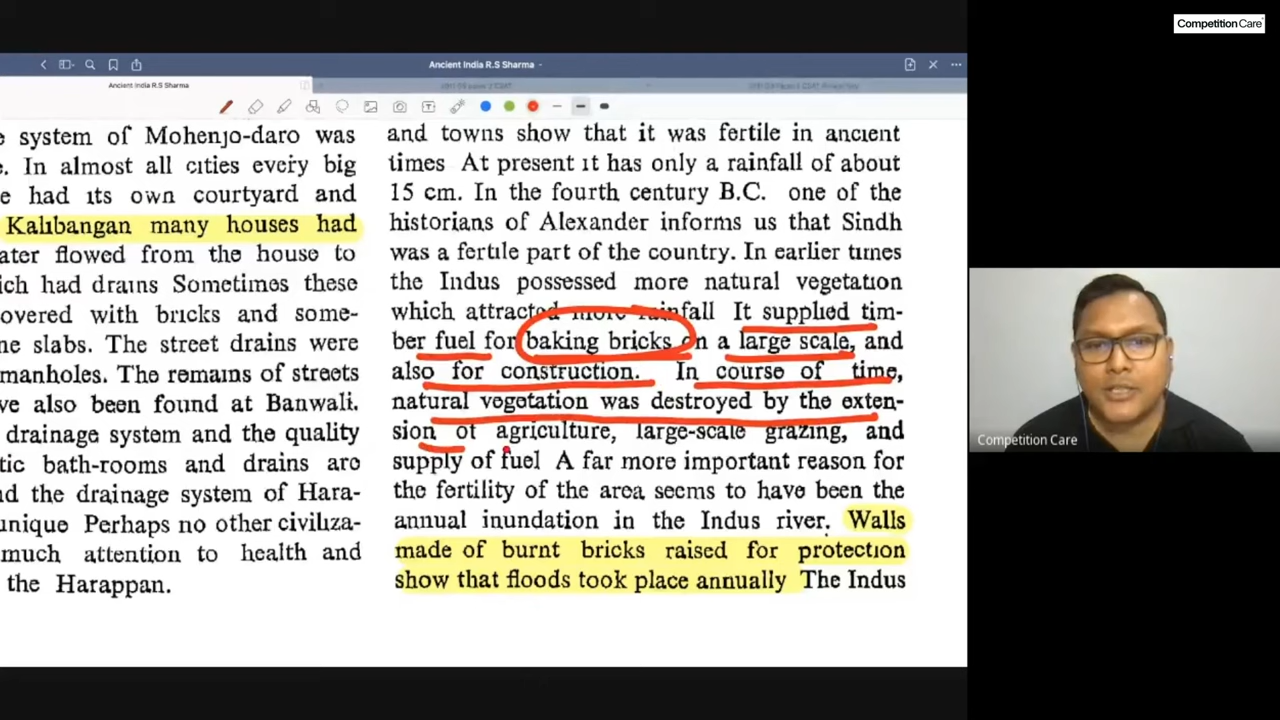 Competition Care
Ancient India R.S Sharma
Ancient India R.S Sharma
e system of Mohenjo-daro was
e. In almost all cities every big
e had its own courtyard and
Kalıbangan many houses had
ater flowed from the house to
ich had drains Sometimes these
overed with bricks and some-
ne slabs. The street drains were
manholes. The remains of streets
ve also been found at Banwali.
drainage system and the quality
tic bath-rooms and drains are
nd the drainage system of Hara-
unique Perhaps no other civiliza-
much attention to health and
the Harappan.
and towns show that it was fertile in ancient
times At present it has only a rainfall of about
15 cm. In the fourth century B.C. one of the
historians of Alexander informs us that Sindh
was a fertile part of the country. In earlier times
the Indus possessed more natural vegetation
which attracted more rainfall It supplied tim-
ber fuel for baking bricks on a large scale, and
also for construction. In course of time,
natural vegetation was destroyed by the exten-
sion of agriculture, large-scale grazing, and
supply of fuel A far more important reason for
the fertility of the area seems to have been the
annual inundation in the Indus river. Walls
made of burnt bricks raised for protection
show that floods took place annually The Indus
Competition Care